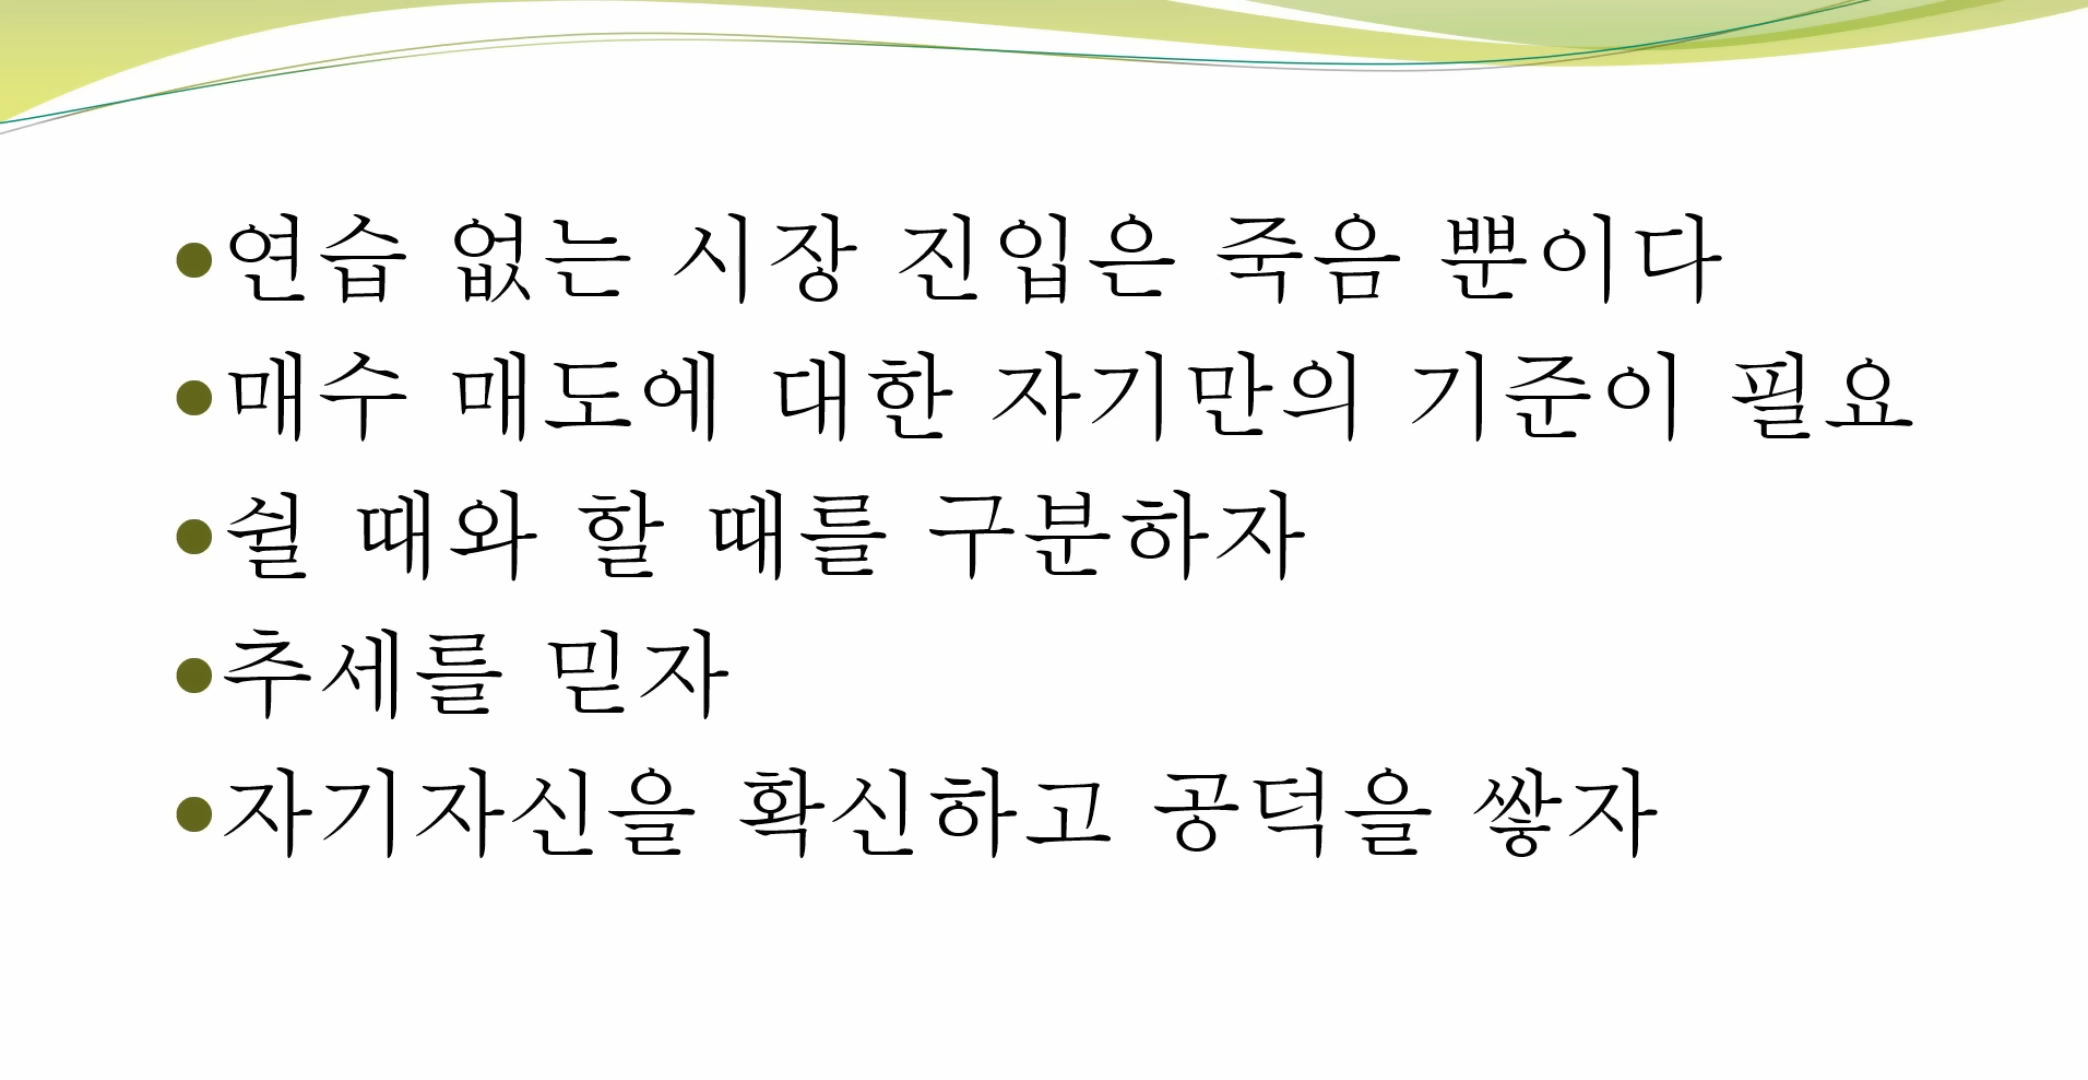 •연습 없는 시장 진입은 죽음 뿐이다
•매수 매도에 대한 자기만의 기준이 필요
•쉴 때와 할 때를 구분하자
•추세를 믿자
•자기자신을 확신하고 공덕을 쌓자